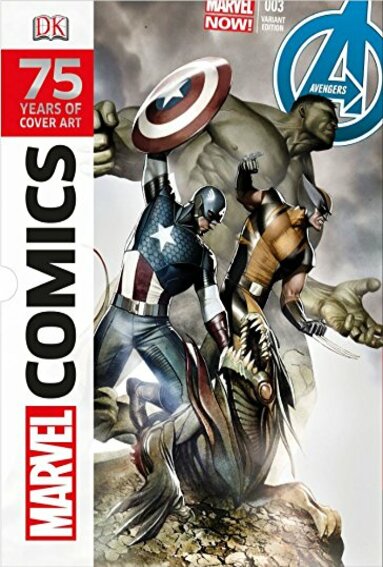 DK
75
YEARS OF
COVER ART
MARVEL COMICS
MARVEL
NOW!
003
VARIANT
EDITION
A
AVENGERS